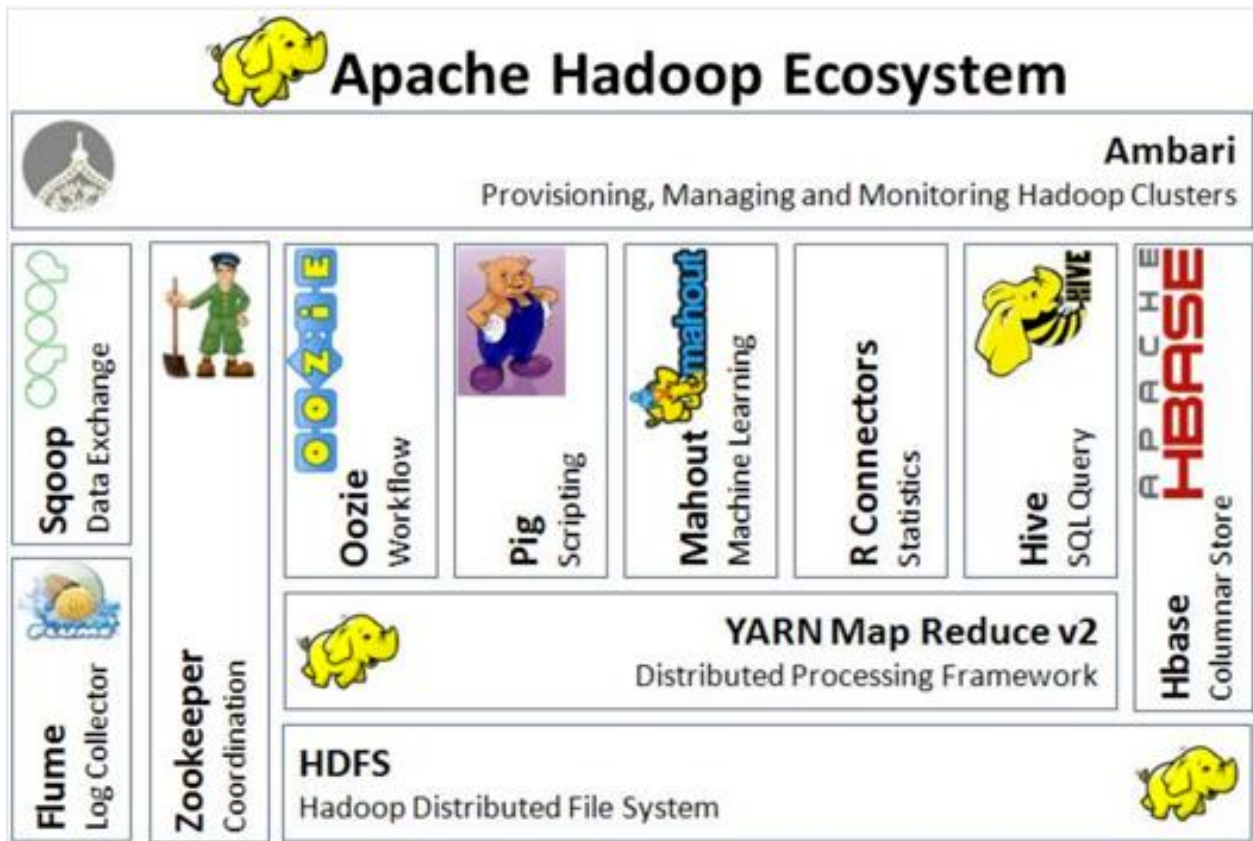 Apache Hadoop Ecosystem
Ambari
Provisioning, Managing and Monitoring Hadoop Clusters
sqoop
Sqoop
Data Exchange
flume
Flume
Log Collector
Zookeeper
Coordination
OOZIE
Oozie
Workflow
Pig
Scripting
mahout
Mahout
Machine Learning
R Connectors
Statistics
HIVE
Hive
SQL Query
APACHE
HBASE
Hbase
Columnar Store
YARN Map Reduce v2
Distributed Processing Framework
HDFS
Hadoop Distributed File System